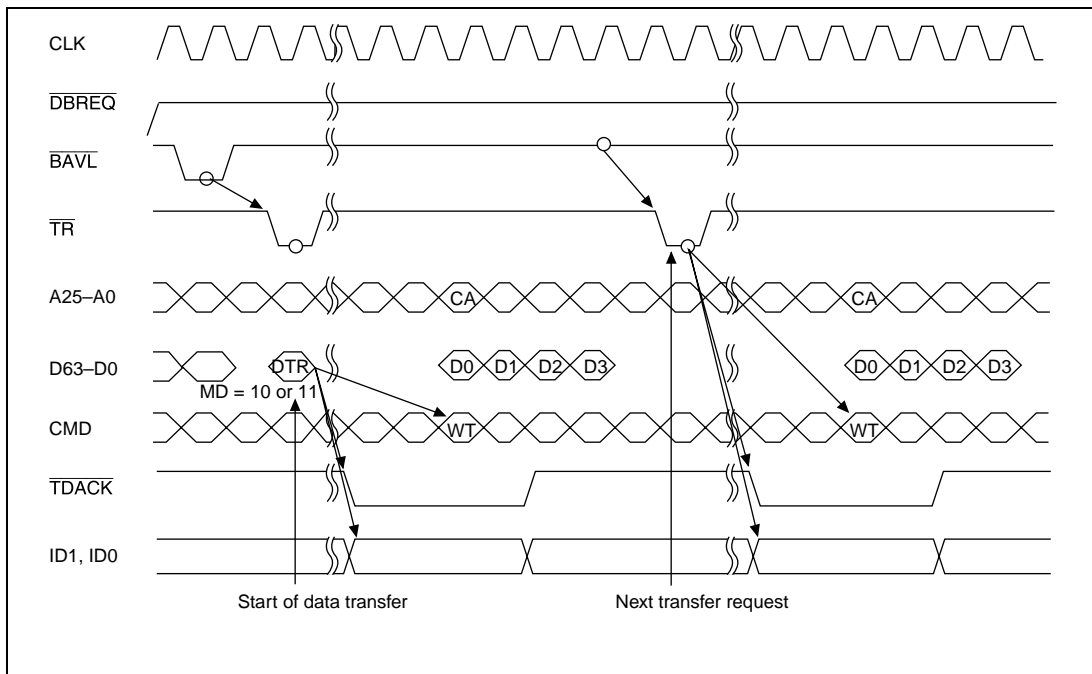 CLK
DBREQ
BAVL
TR
A25–A0 CA CA
D63–D0 DTR D0 D1 D2 D3 D0 D1 D2 D3
MD = 10 or 11
CMD WT WT
TDACK
ID1, ID0
Start of data transfer Next transfer request